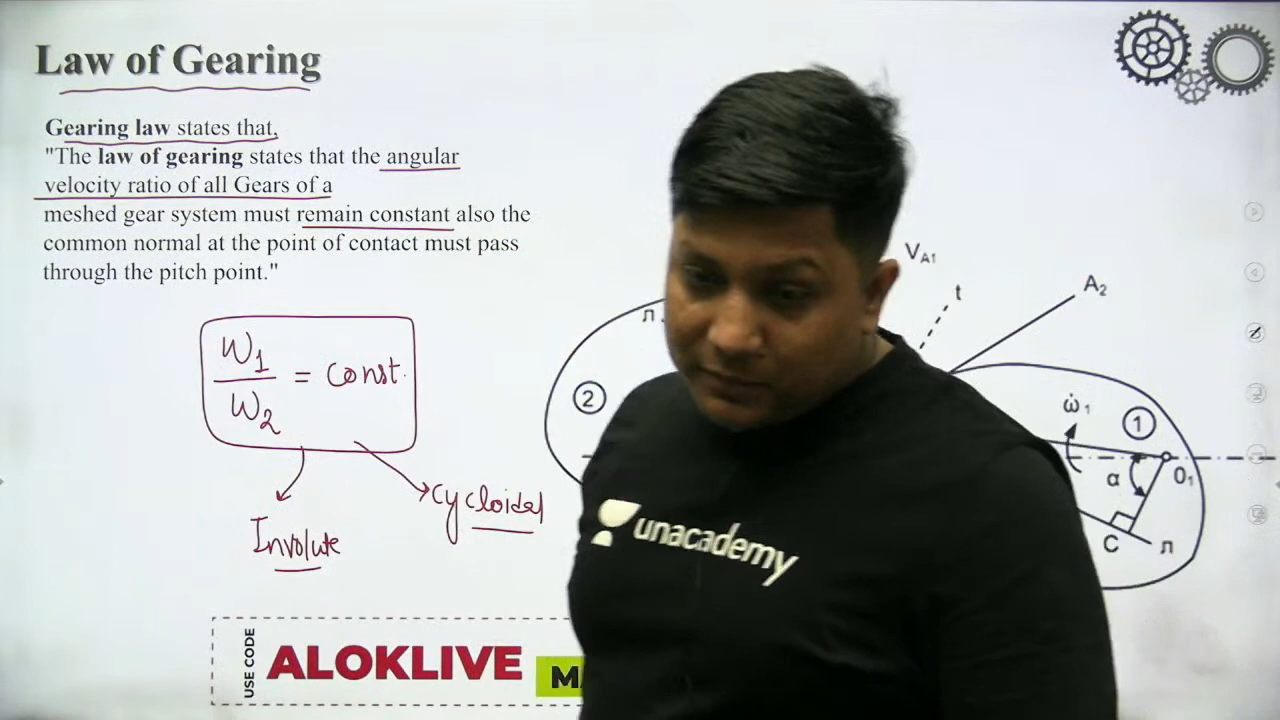 Law of Gearing
Gearing law states that,
"The law of gearing states that the angular
velocity ratio of all Gears of a
meshed gear system must remain constant also the
common normal at the point of contact must pass
through the pitch point."
W1
W2
= Const.
Involute
Cycloidal
л
2
VA1
t
A2
ω̇1
1
α
O1
C
л
unacademy
USE CODE
ALOKLIVE